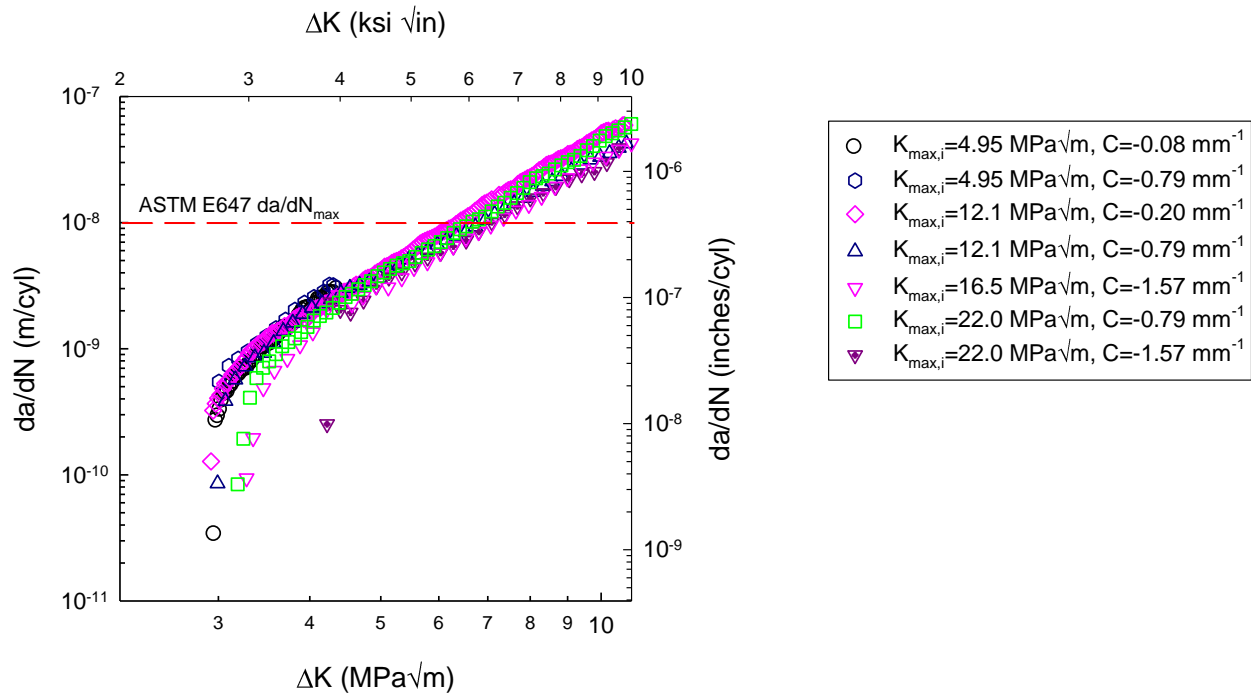 ΔK (ksi √in)
2 3 4 5 6 7 8 9 10
10⁻⁷
10⁻⁸
10⁻⁹
10⁻¹⁰
10⁻¹¹
da/dN (m/cyl)
ASTM E647 da/dNₘₐₓ
10⁻⁶
10⁻⁷
10⁻⁸
10⁻⁹
da/dN (inches/cyl)
3 4 5 6 7 8 9 10
ΔK (MPa√m)
K_max,i=4.95 MPa√m, C=-0.08 mm⁻¹
K_max,i=4.95 MPa√m, C=-0.79 mm⁻¹
K_max,i=12.1 MPa√m, C=-0.20 mm⁻¹
K_max,i=12.1 MPa√m, C=-0.79 mm⁻¹
K_max,i=16.5 MPa√m, C=-1.57 mm⁻¹
K_max,i=22.0 MPa√m, C=-0.79 mm⁻¹
K_max,i=22.0 MPa√m, C=-1.57 mm⁻¹